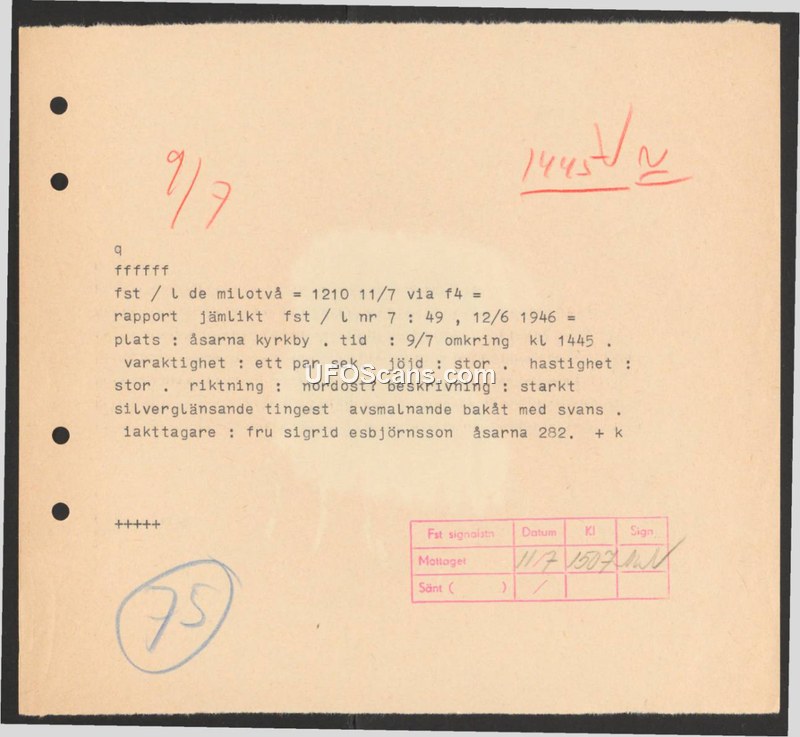 9/7
1445 N
q
ffffff
fst / l de milotvå = 1210 11/7 via f4 =
rapport jämlikt fst / l nr 7 : 49 , 12/6 1946 =
plats : åsarna kyrkby . tid : 9/7 omkring kl 1445 .
varaktighet : ett par sek . jöjd : stor . hastighet :
stor . riktning : nordost? beskrivning : starkt
silverglänsande tingest avsmalnande bakåt med svans .
iakttagare : fru sigrid esbjörnsson åsarna 282. + k
UFOScans.com
+++++
Fst signalstn Datum Kl Sign
Mottaget 11/7 1507
Sänt ( ) /
75